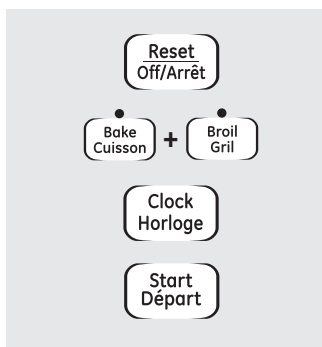 Reset
Off/Arrêt
Bake + Broil
Cuisson Gril
Clock
Horloge
Start
Départ